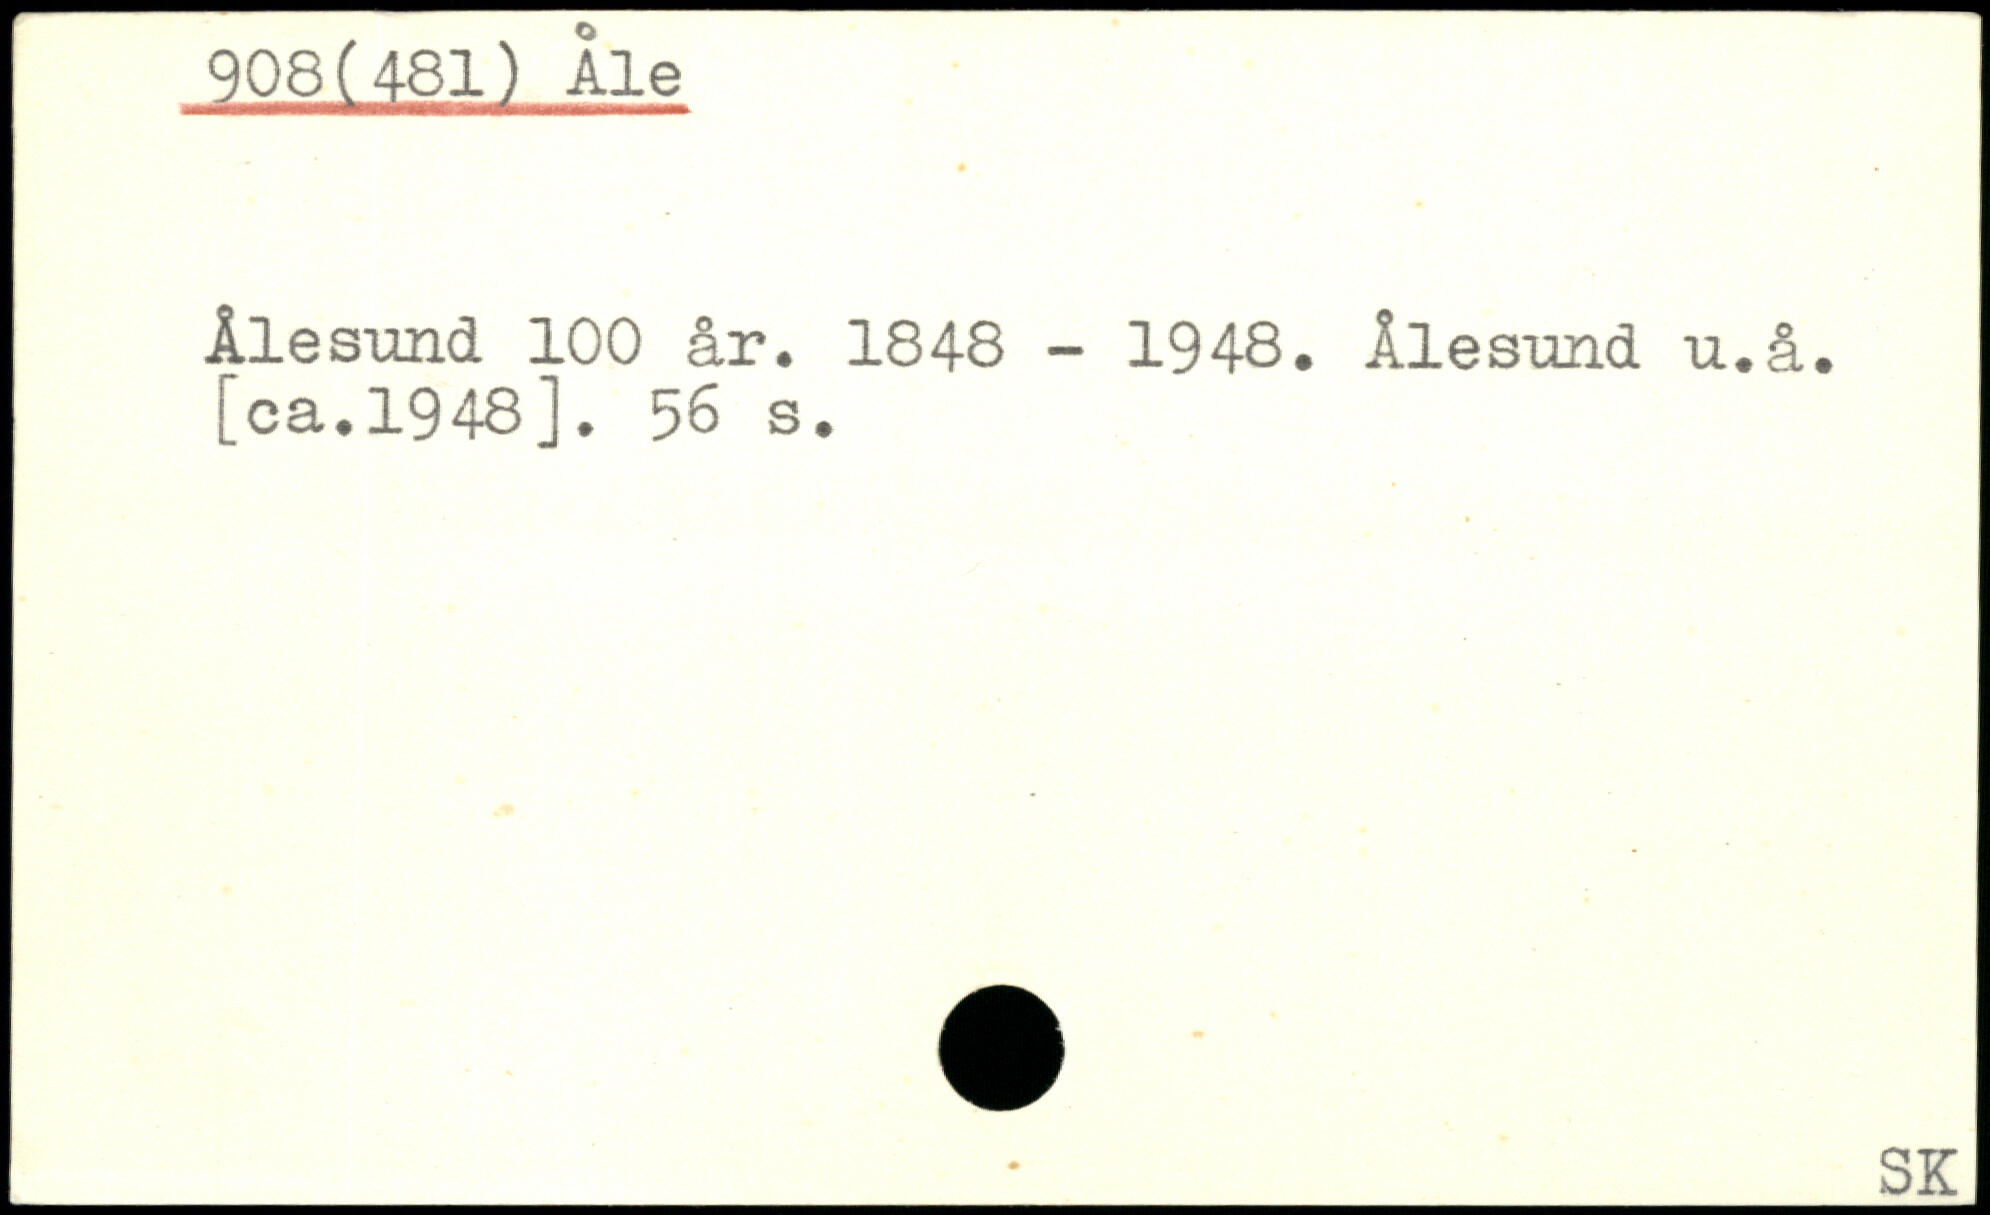 908(481) Åle
Ålesund 100 år. 1848 - 1948. Ålesund u.å.
[ca.1948]. 56 s.
SK